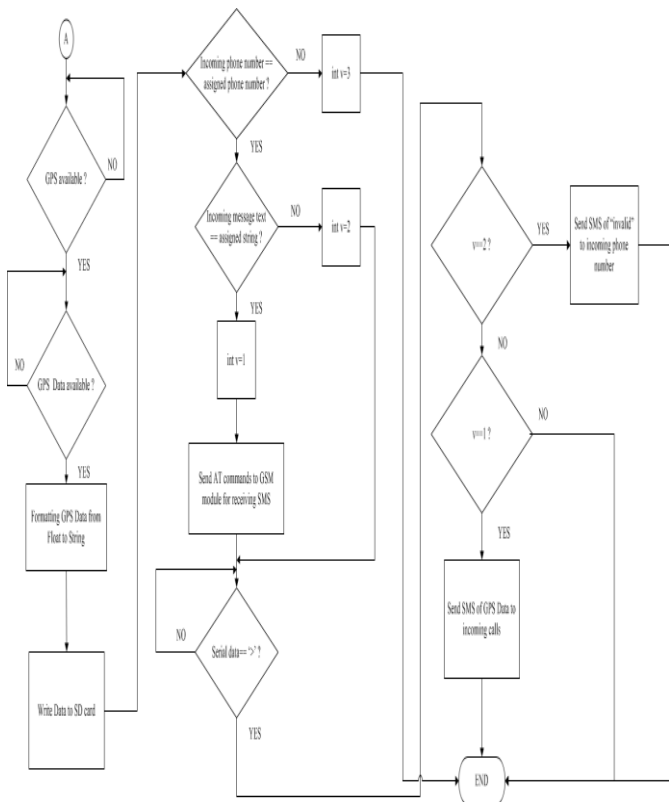 A
GPS available ?
NO
YES
GPS Data available ?
NO
YES
Formatting GPS Data from
Float to String
Write Data to SD card
Incoming phone number ==
assigned phone number ?
NO
int v=3
YES
Incoming message text
== assigned string ?
NO
int v=2
YES
int v=1
Send AT commands to GSM
module for receiving SMS
Serial data== '>' ?
NO
YES
v==2 ?
YES
Send SMS of "invalid"
to incoming phone
number
NO
v==1 ?
NO
YES
Send SMS of GPS Data to
incoming calls
END